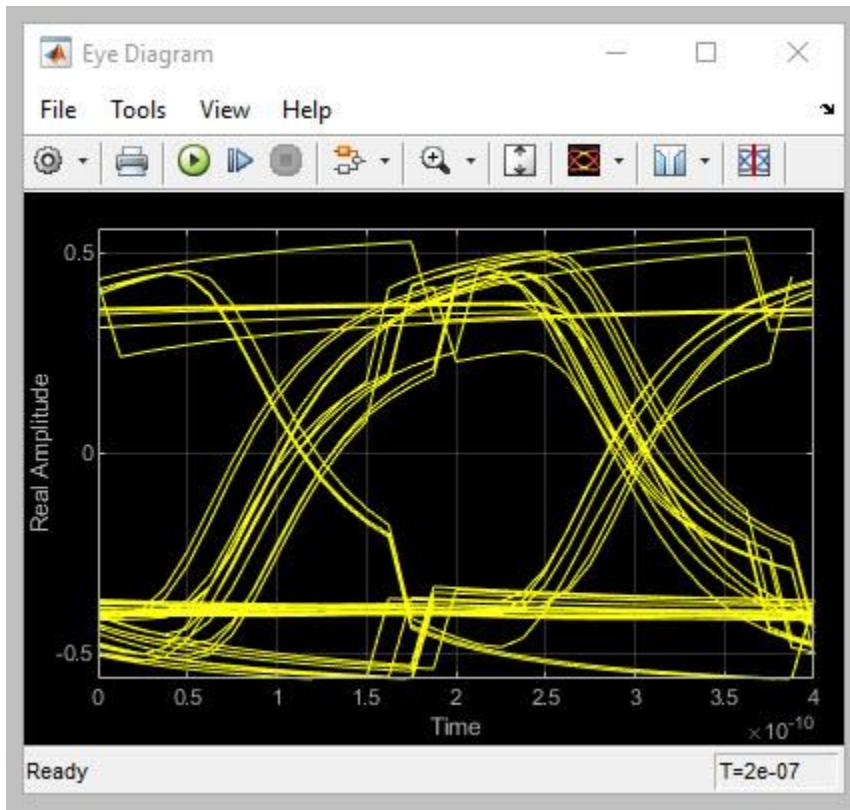 Eye Diagram
File Tools View Help
0.5
0
-0.5
Real Amplitude
0 0.5 1 1.5 2 2.5 3 3.5 4
Time
×10⁻¹⁰
Ready T=2e-07